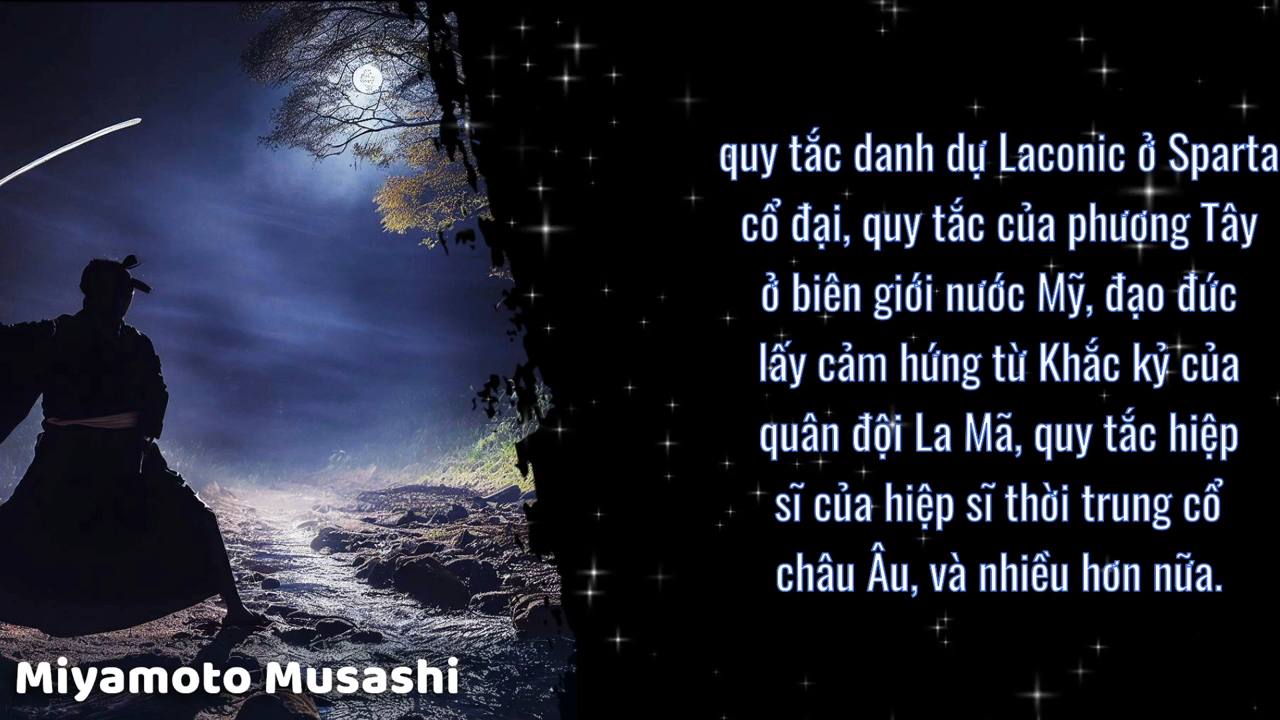 quy tắc danh dự Laconic ở Sparta
cổ đại, quy tắc của phương Tây
ở biên giới nước Mỹ, đạo đức
lấy cảm hứng từ Khắc kỷ của
quân đội La Mã, quy tắc hiệp
sĩ của hiệp sĩ thời trung cổ
châu Âu, và nhiều hơn nữa.
Miyamoto Musashi